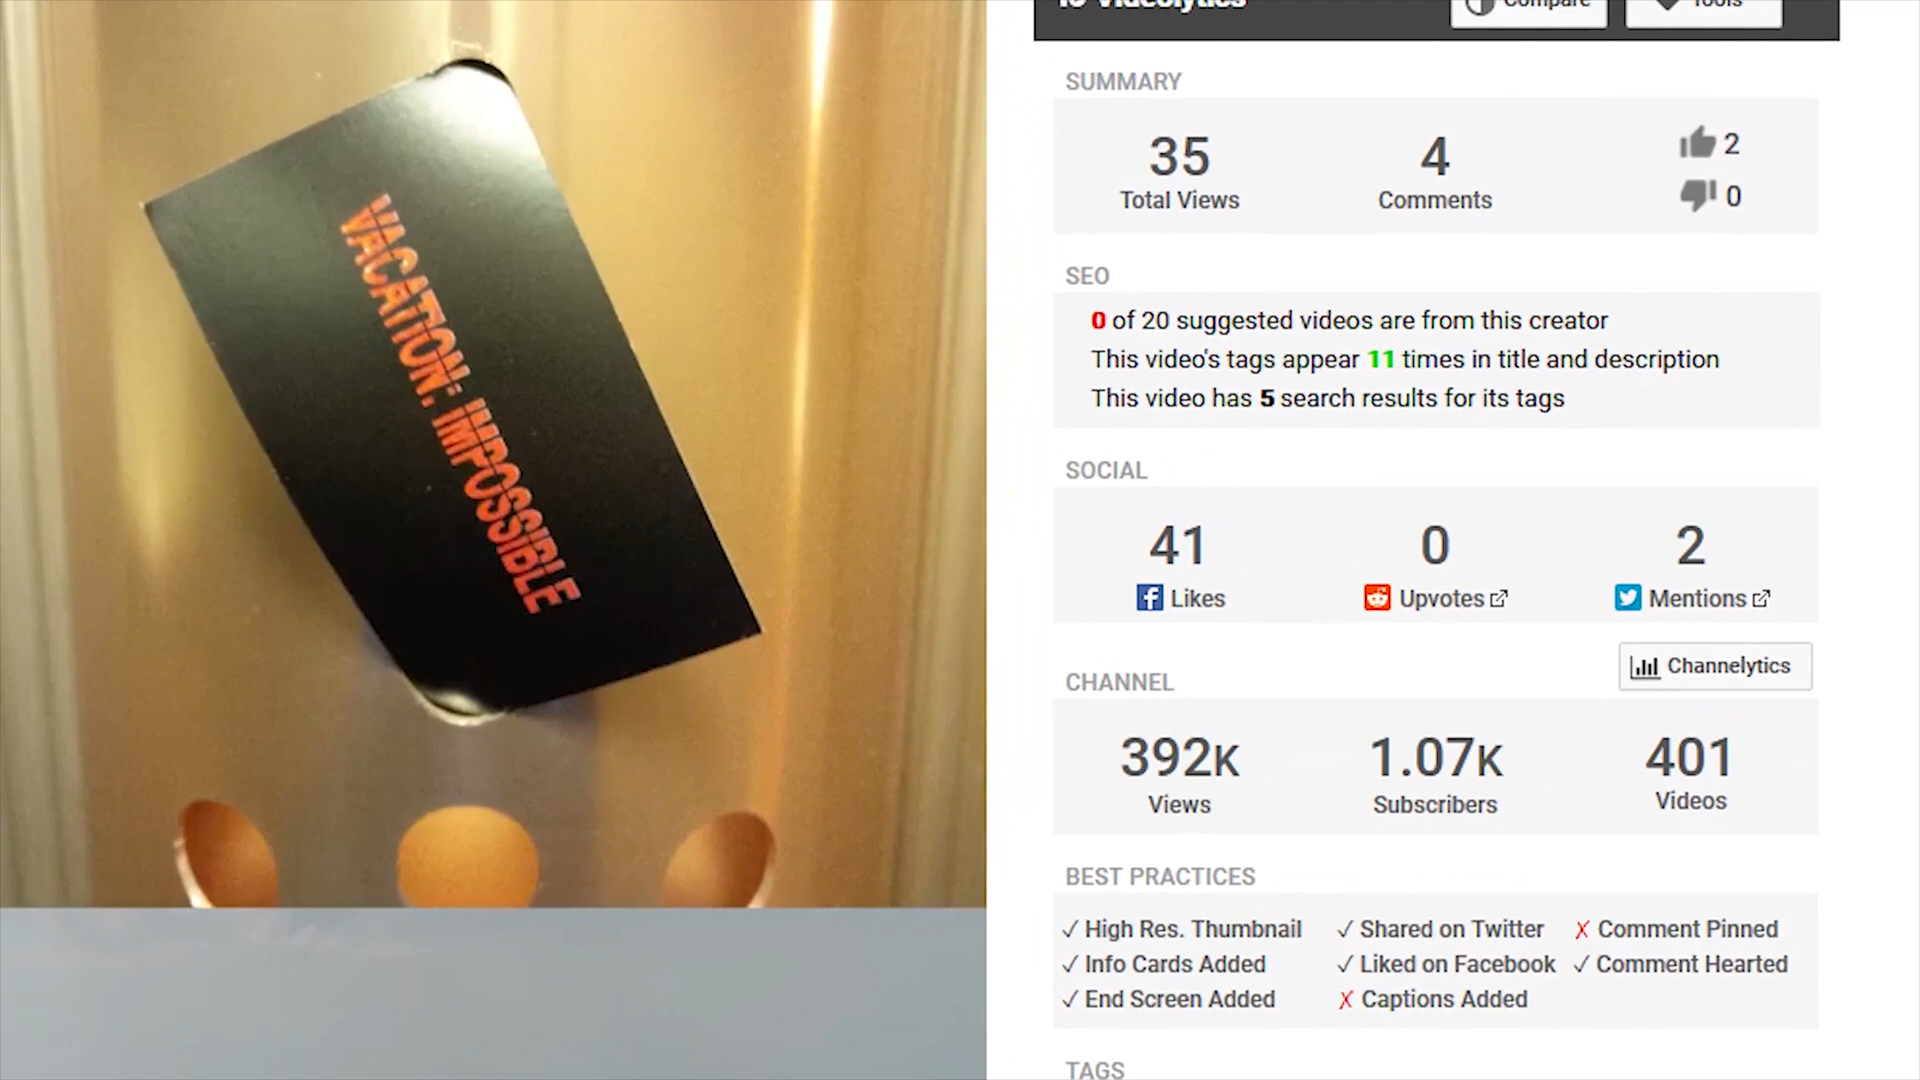 VACATION: IMPOSSIBLE
Videolytics
Compare
Tools
SUMMARY
35
Total Views
4
Comments
2
0
SEO
0 of 20 suggested videos are from this creator
This video's tags appear 11 times in title and description
This video has 5 search results for its tags
SOCIAL
41
Likes
0
Upvotes
2
Mentions
Channelytics
CHANNEL
392K
Views
1.07K
Subscribers
401
Videos
BEST PRACTICES
✓ High Res. Thumbnail ✓ Shared on Twitter ✗ Comment Pinned
✓ Info Cards Added ✓ Liked on Facebook ✓ Comment Hearted
✓ End Screen Added ✗ Captions Added
TAGS